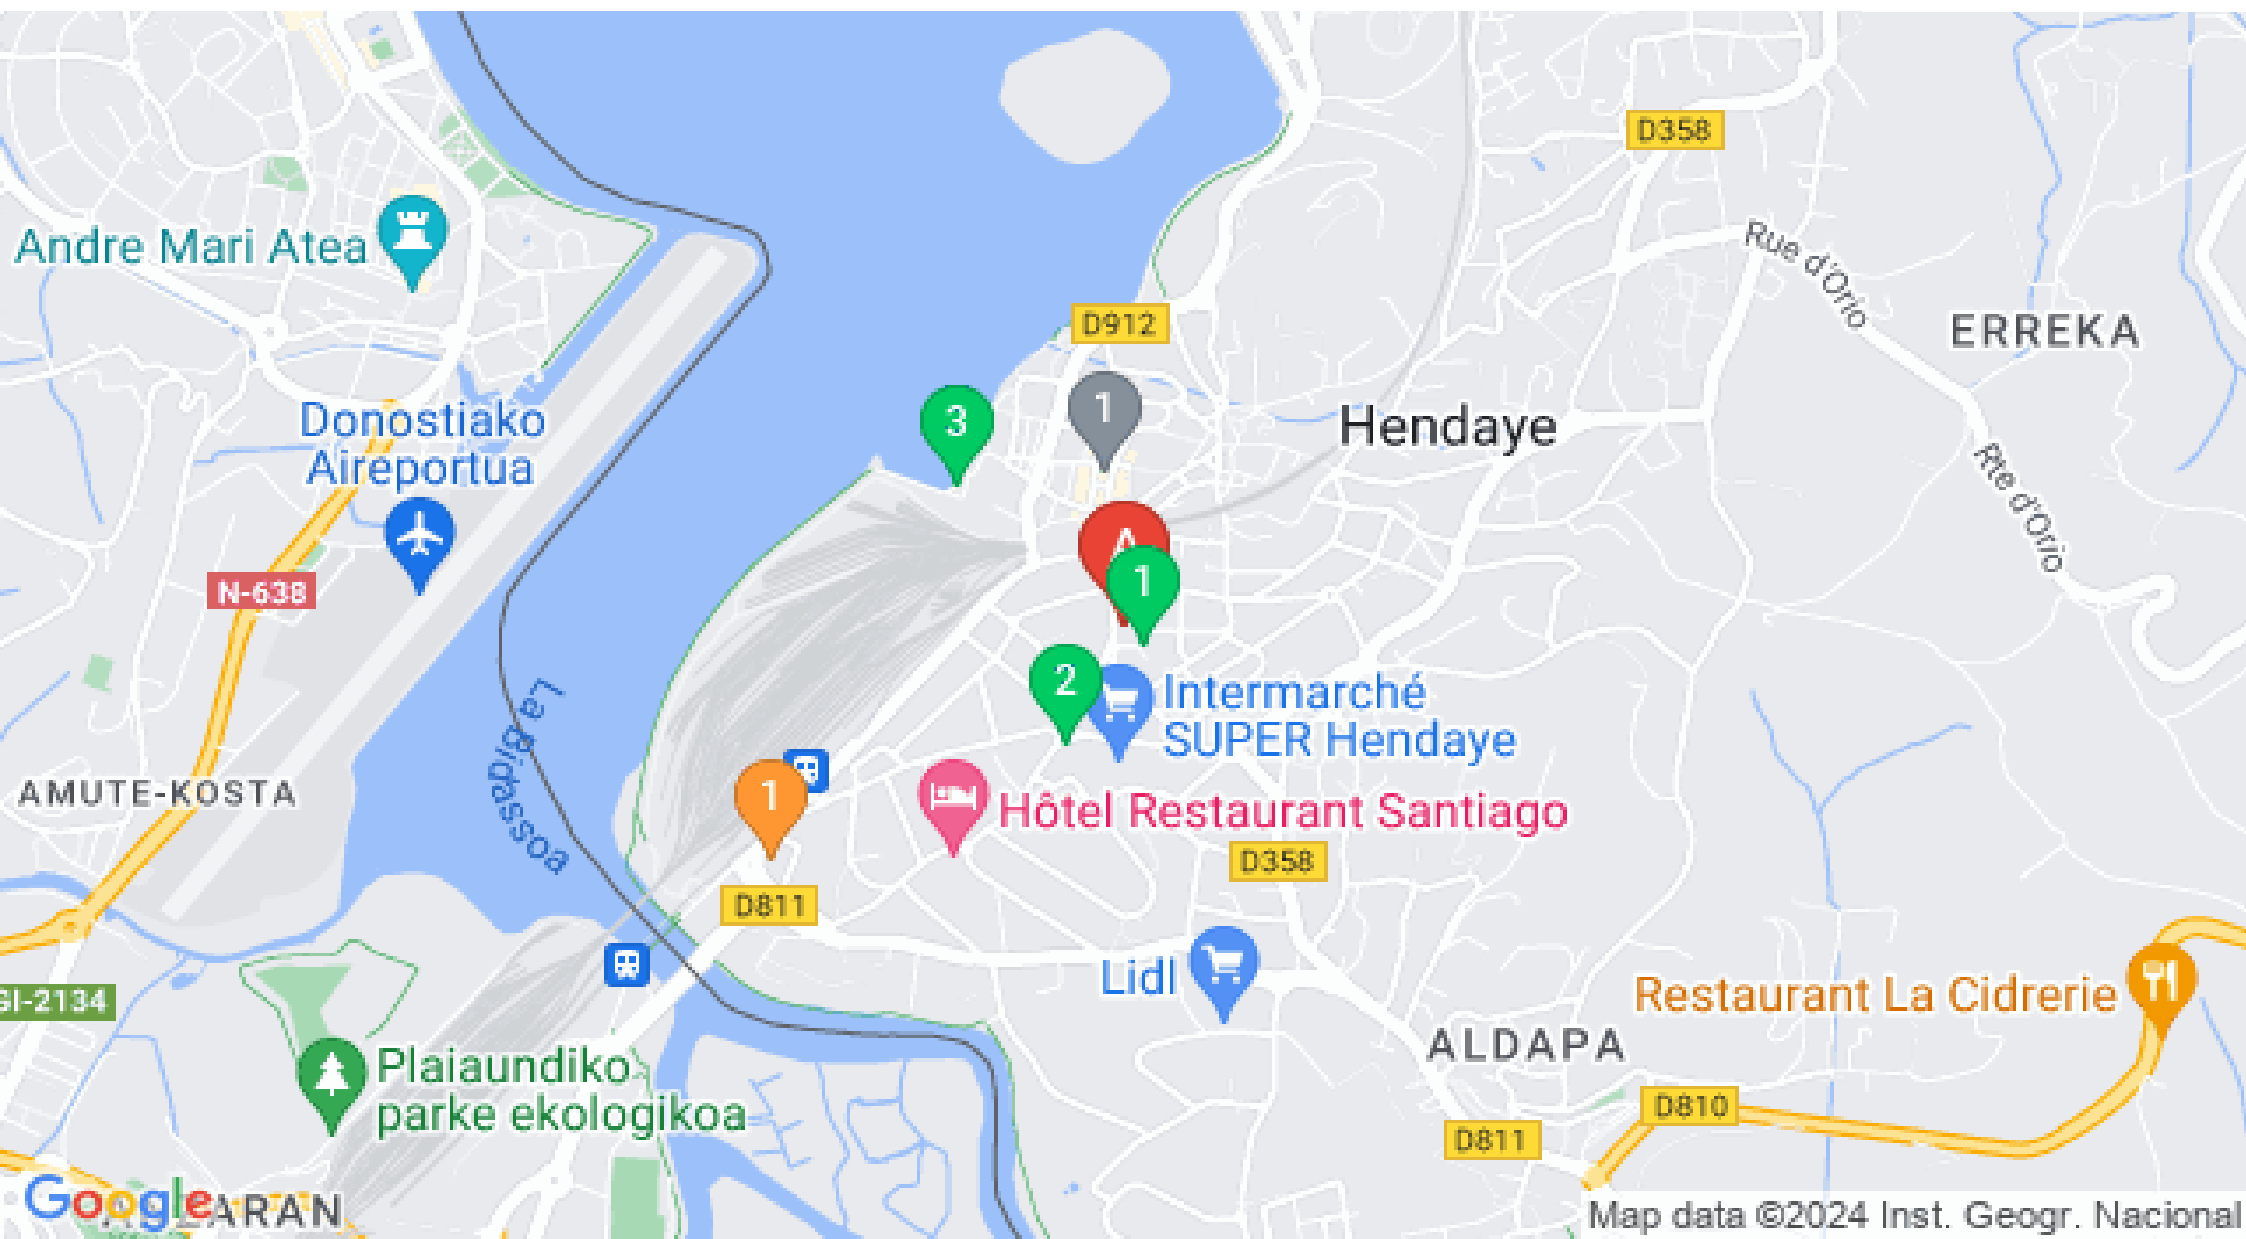 D358
Andre Mari Atea
Rue d'Orio
D912
ERREKA
1
Donostiako
Aireportua
3
Hendaye
Rte d'Orio
A
1
N-638
La Bidassoa
2
Intermarché
SUPER Hendaye
AMUTE-KOSTA
1
Hôtel Restaurant Santiago
D358
D811
Lidl
GI-2134
Restaurant La Cidrerie
ALDAPA
Plaiaundiko
parke ekologikoa
D810
D811
Google
Map data ©2024 Inst. Geogr. Nacional